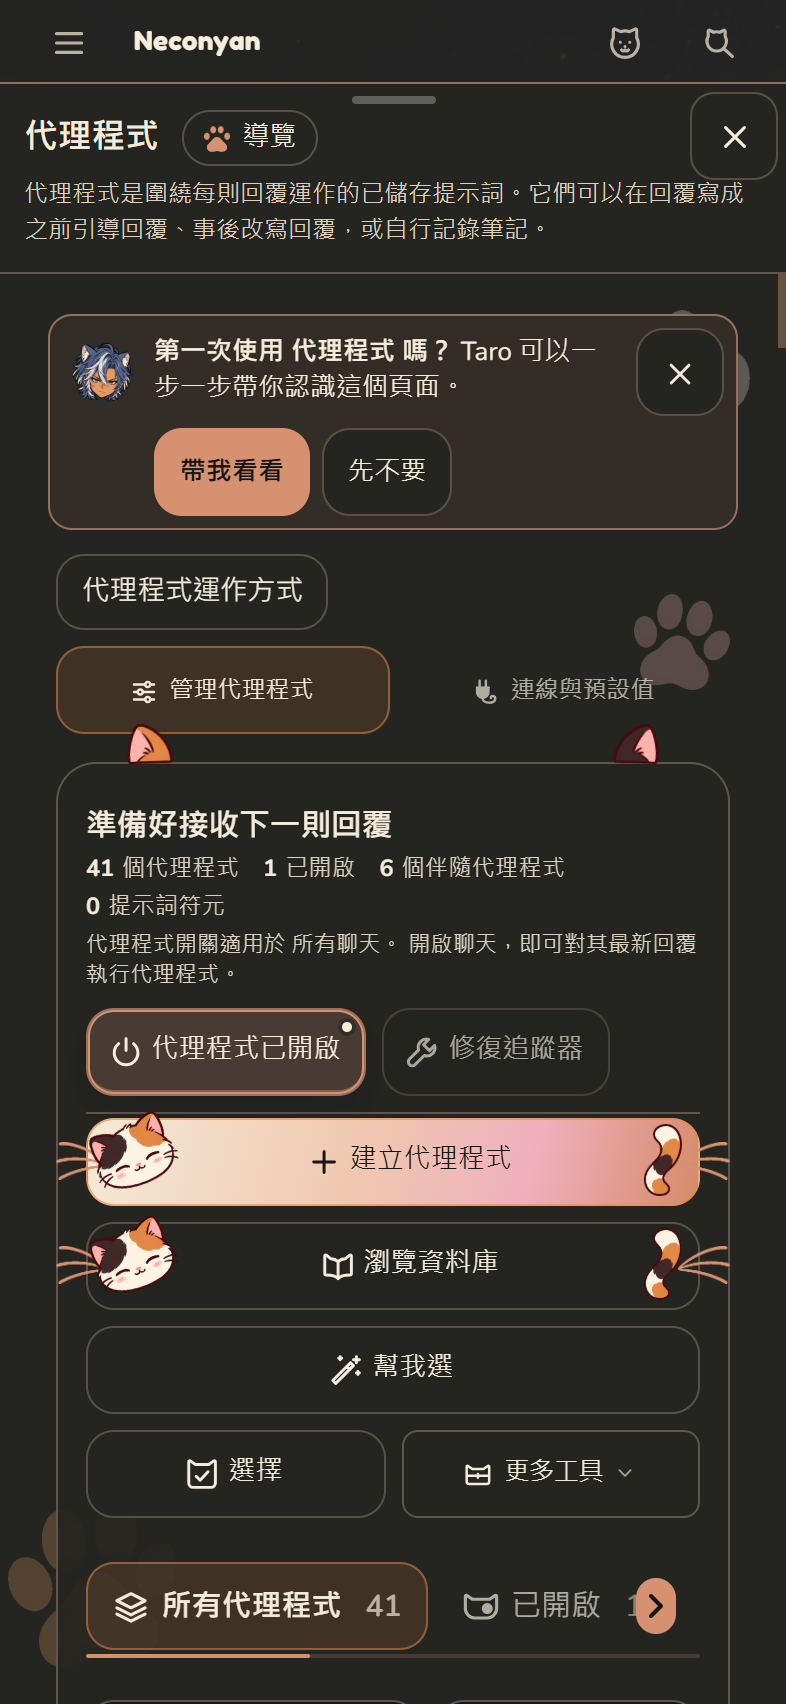 Neconyan
代理程式
導覽
代理程式是圍繞每則回覆運作的已儲存提示詞。它們可以在回覆寫成
之前引導回覆、事後改寫回覆，或自行記錄筆記。
第一次使用 代理程式 嗎？ Taro 可以一
步一步帶你認識這個頁面。
帶我看看
先不要
代理程式運作方式
管理代理程式
連線與預設值
準備好接收下一則回覆
41 個代理程式 1 已開啟 6 個伴隨代理程式
0 提示詞符元
代理程式開關適用於 所有聊天。 開啟聊天，即可對其最新回覆
執行代理程式。
代理程式已開啟
修復追蹤器
建立代理程式
瀏覽資料庫
幫我選
選擇
更多工具
所有代理程式 41
已開啟 1